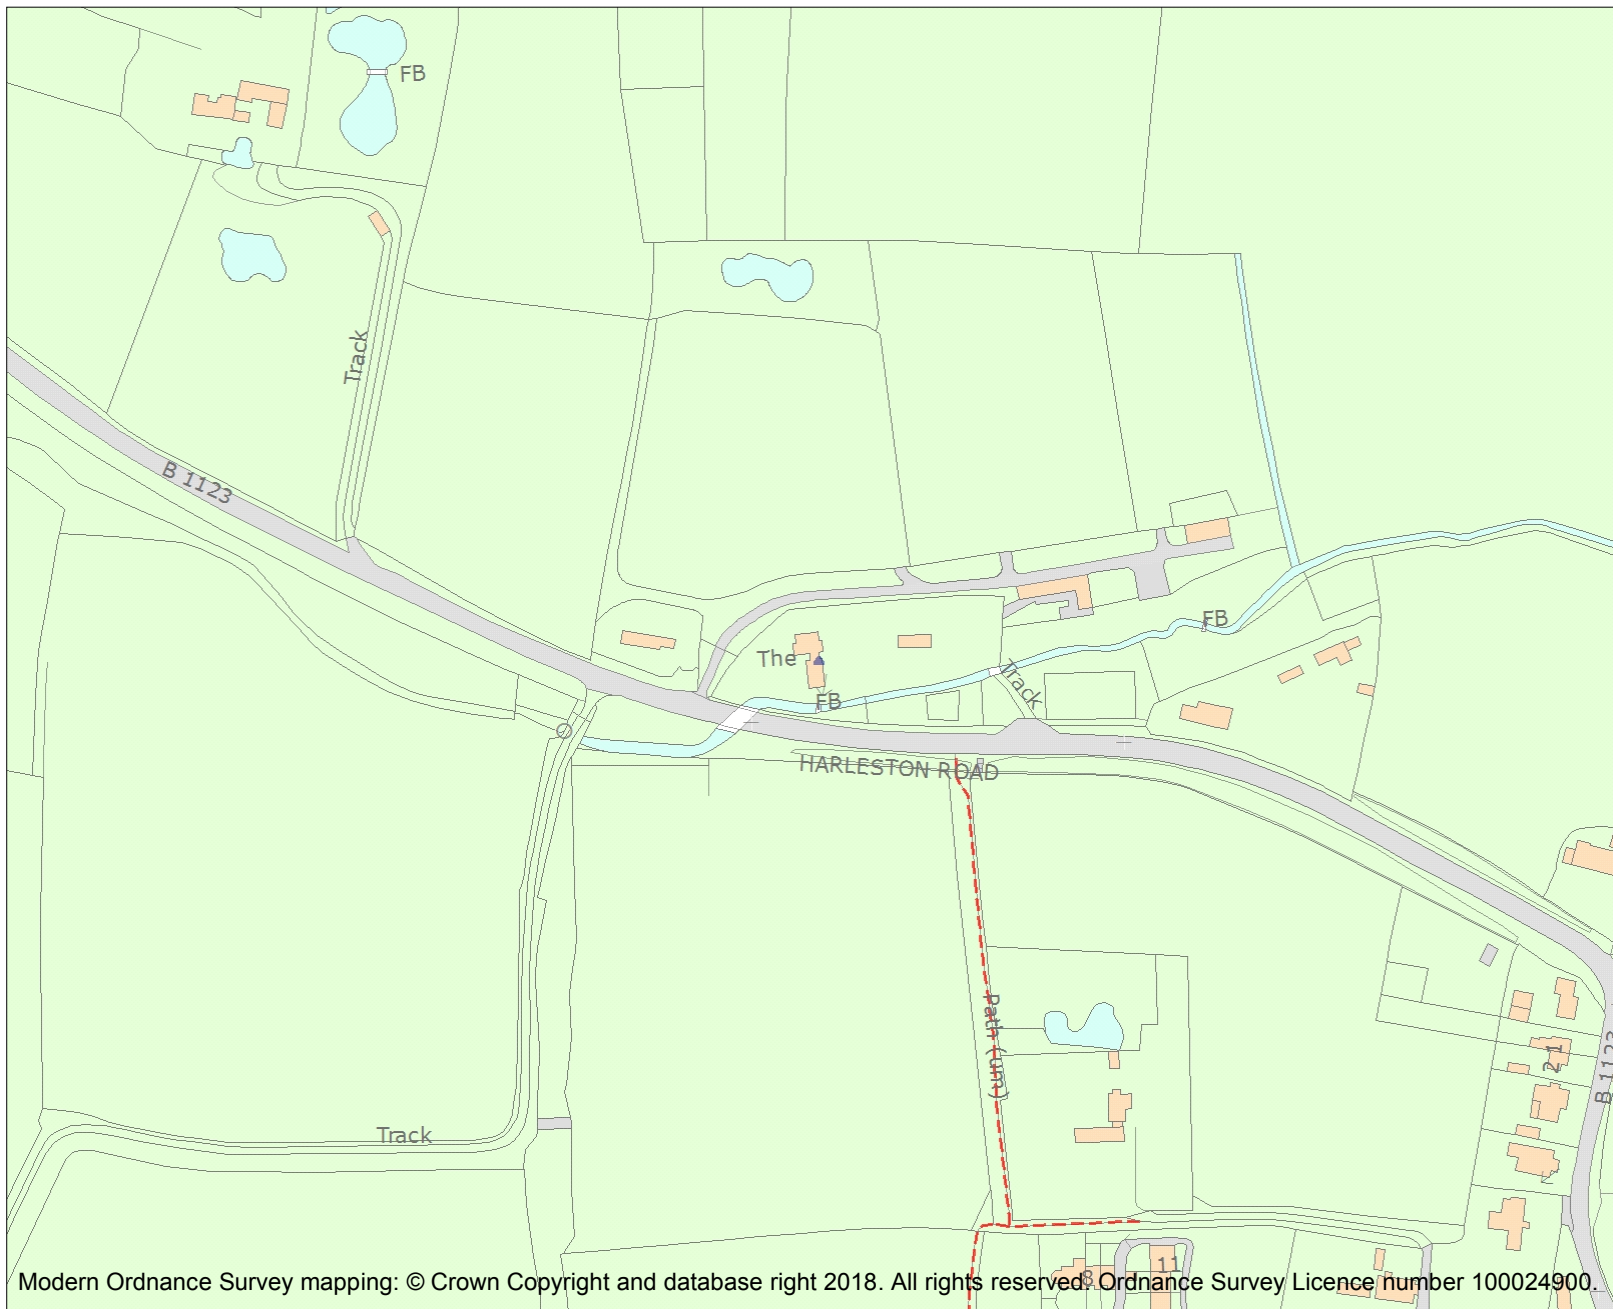 FB
Track
B 1123
FB
The
Track
FB
HARLESTON ROAD
Path (um)
21
B 1123
Track
11
8
Modern Ordnance Survey mapping: © Crown Copyright and database right 2018. All rights reserved. Ordnance Survey Licence number 100024900.